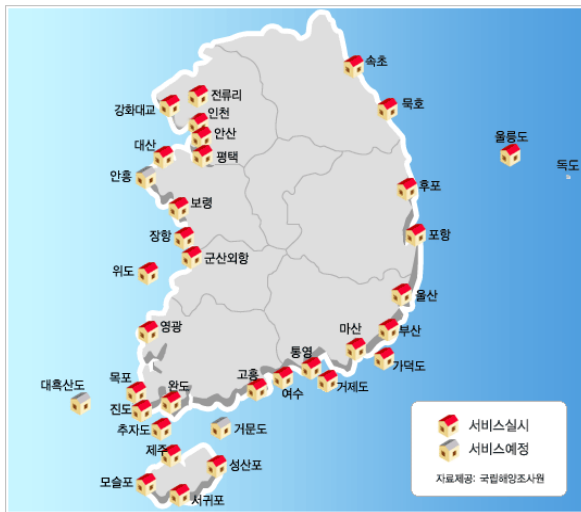 속초
전류리
강화대교
묵호
인천
안산
울릉도
대산
평택
독도
안흥
후포
보령
장항
포항
군산외항
위도
울산
마산
부산
영광
통영
가덕도
고흥
목포
대흑산도
완도
여수
거제도
진도
추자도
거문도
제주
성산포
모슬포
서귀포
서비스실시
서비스예정
자료제공: 국립해양조사원